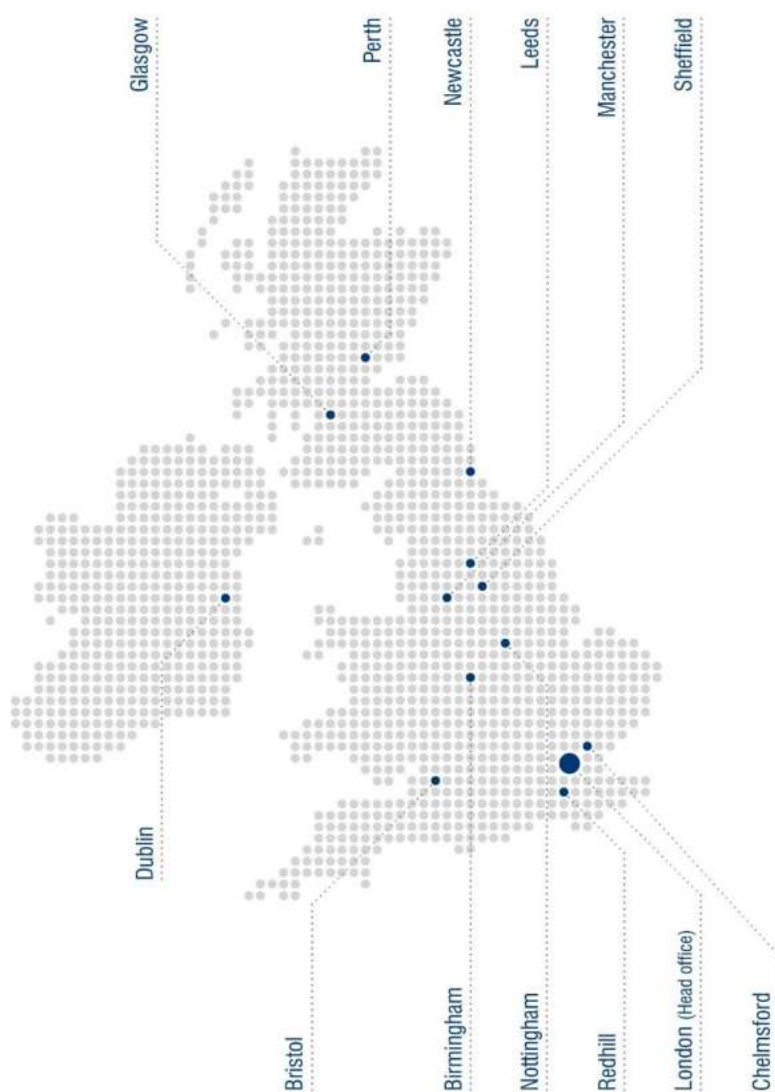 Glasgow
Perth
Newcastle
Leeds
Manchester
Sheffield
Dublin
Bristol
Birmingham
Nottingham
Redhill
London (Head office)
Chelmsford